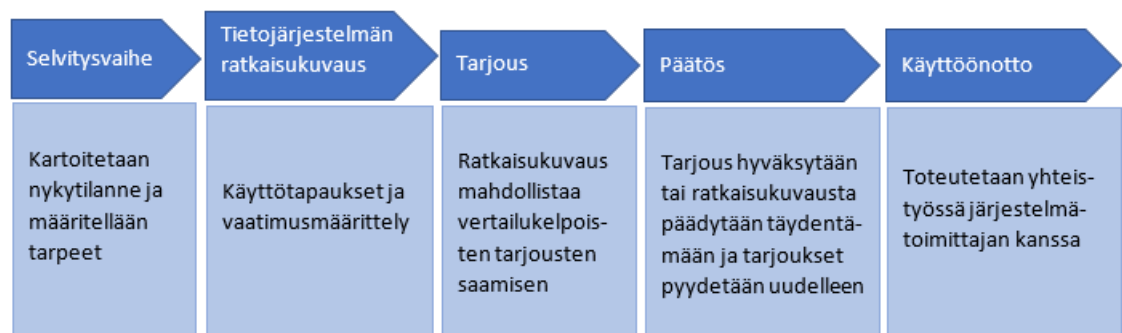 Selvitysvaihe
Tietojärjestelmän
ratkaisukuvaus
Tarjous
Päätös
Käyttöönotto
Kartoitetaan
nykytilanne ja
määritellään
tarpeet
Käyttötapaukset ja
vaatimusmäärittely
Ratkaisukuvaus
mahdollistaa
vertailukelpois-
ten tarjousten
saamisen
Tarjous hyväksytään
tai ratkaisukuvausta
päädytään täydentä-
mään ja tarjoukset
pyydetään uudelleen
Toteutetaan yhteis-
työssä järjestelmä-
toimittajan kanssa